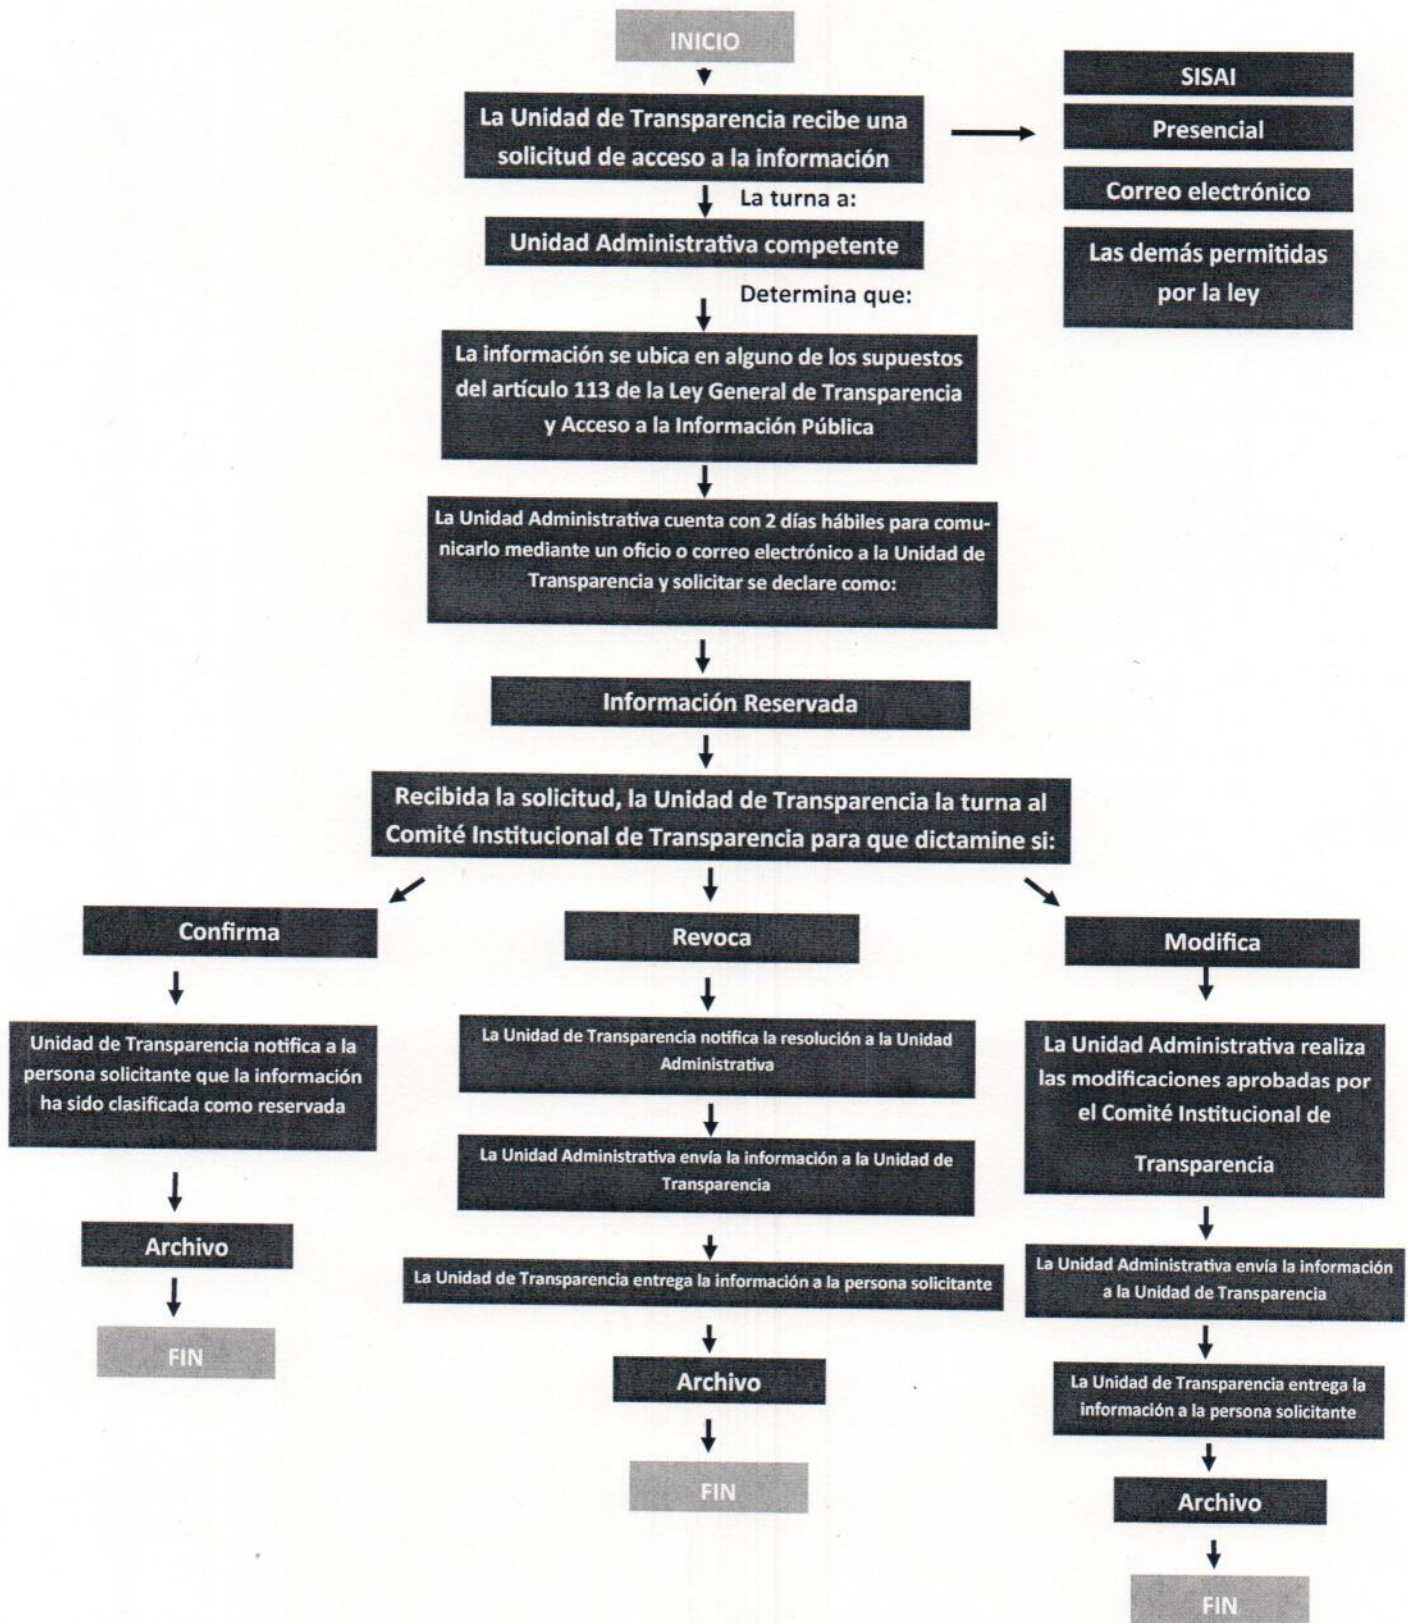 INICIO
La Unidad de Transparencia recibe una
solicitud de acceso a la información
SISAI
Presencial
Correo electrónico
Las demás permitidas
por la ley
La turna a:
Unidad Administrativa competente
Determina que:
La información se ubica en alguno de los supuestos
del artículo 113 de la Ley General de Transparencia
y Acceso a la Información Pública
La Unidad Administrativa cuenta con 2 días hábiles para comu-
nicarlo mediante un oficio o correo electrónico a la Unidad de
Transparencia y solicitar se declare como:
Información Reservada
Recibida la solicitud, la Unidad de Transparencia la turna al
Comité Institucional de Transparencia para que dictamine si:
Confirma
Unidad de Transparencia notifica a la
persona solicitante que la información
ha sido clasificada como reservada
Archivo
FIN
Revoca
La Unidad de Transparencia notifica la resolución a la Unidad
Administrativa
La Unidad Administrativa envía la información a la Unidad de
Transparencia
La Unidad de Transparencia entrega la información a la persona solicitante
Archivo
FIN
Modifica
La Unidad Administrativa realiza
las modificaciones aprobadas por
el Comité Institucional de
Transparencia
La Unidad Administrativa envía la información
a la Unidad de Transparencia
La Unidad de Transparencia entrega la
información a la persona solicitante
Archivo
FIN